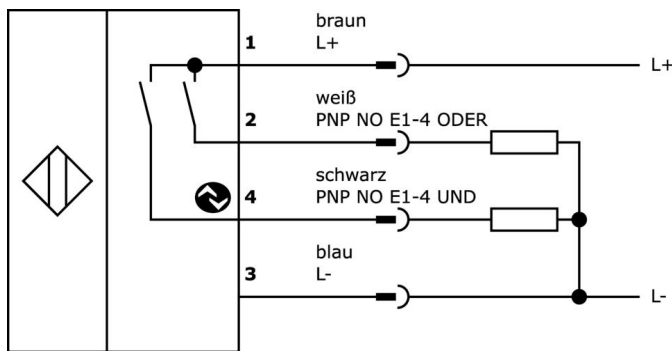 braun
1 L+
L+
weiß
2 PNP NO E1-4 ODER
schwarz
4 PNP NO E1-4 UND
blau
3 L-
L-